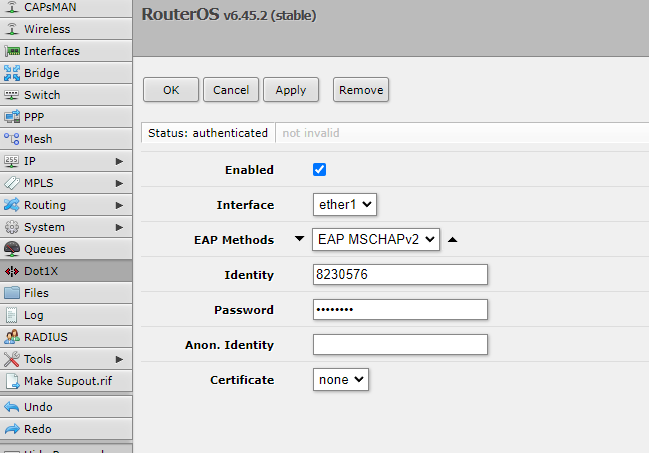 CAPsMAN
Wireless
Interfaces
Bridge
Switch
PPP
Mesh
IP
MPLS
Routing
System
Queues
Dot1X
Files
Log
RADIUS
Tools
Make Supout.rif
Undo
Redo
RouterOS v6.45.2 (stable)
OK Cancel Apply Remove
Status: authenticated not invalid
Enabled
Interface ether1
EAP Methods EAP MSCHAPv2
Identity 8230576
Password ••••••••
Anon. Identity
Certificate none